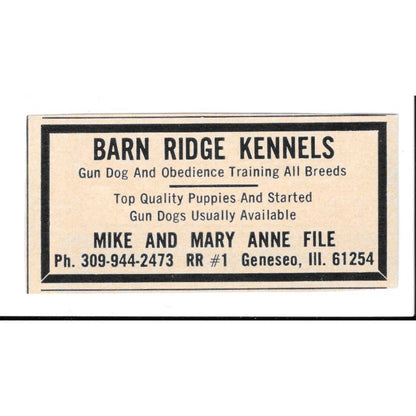 BARN RIDGE KENNELS
Gun Dog And Obedience Training All Breeds
Top Quality Puppies And Started
Gun Dogs Usually Available
MIKE AND MARY ANNE FILE
Ph. 309-944-2473 RR #1 Geneseo, Ill. 61254